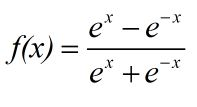 f(x) = (e^x − e^−x) / (e^x + e^−x)